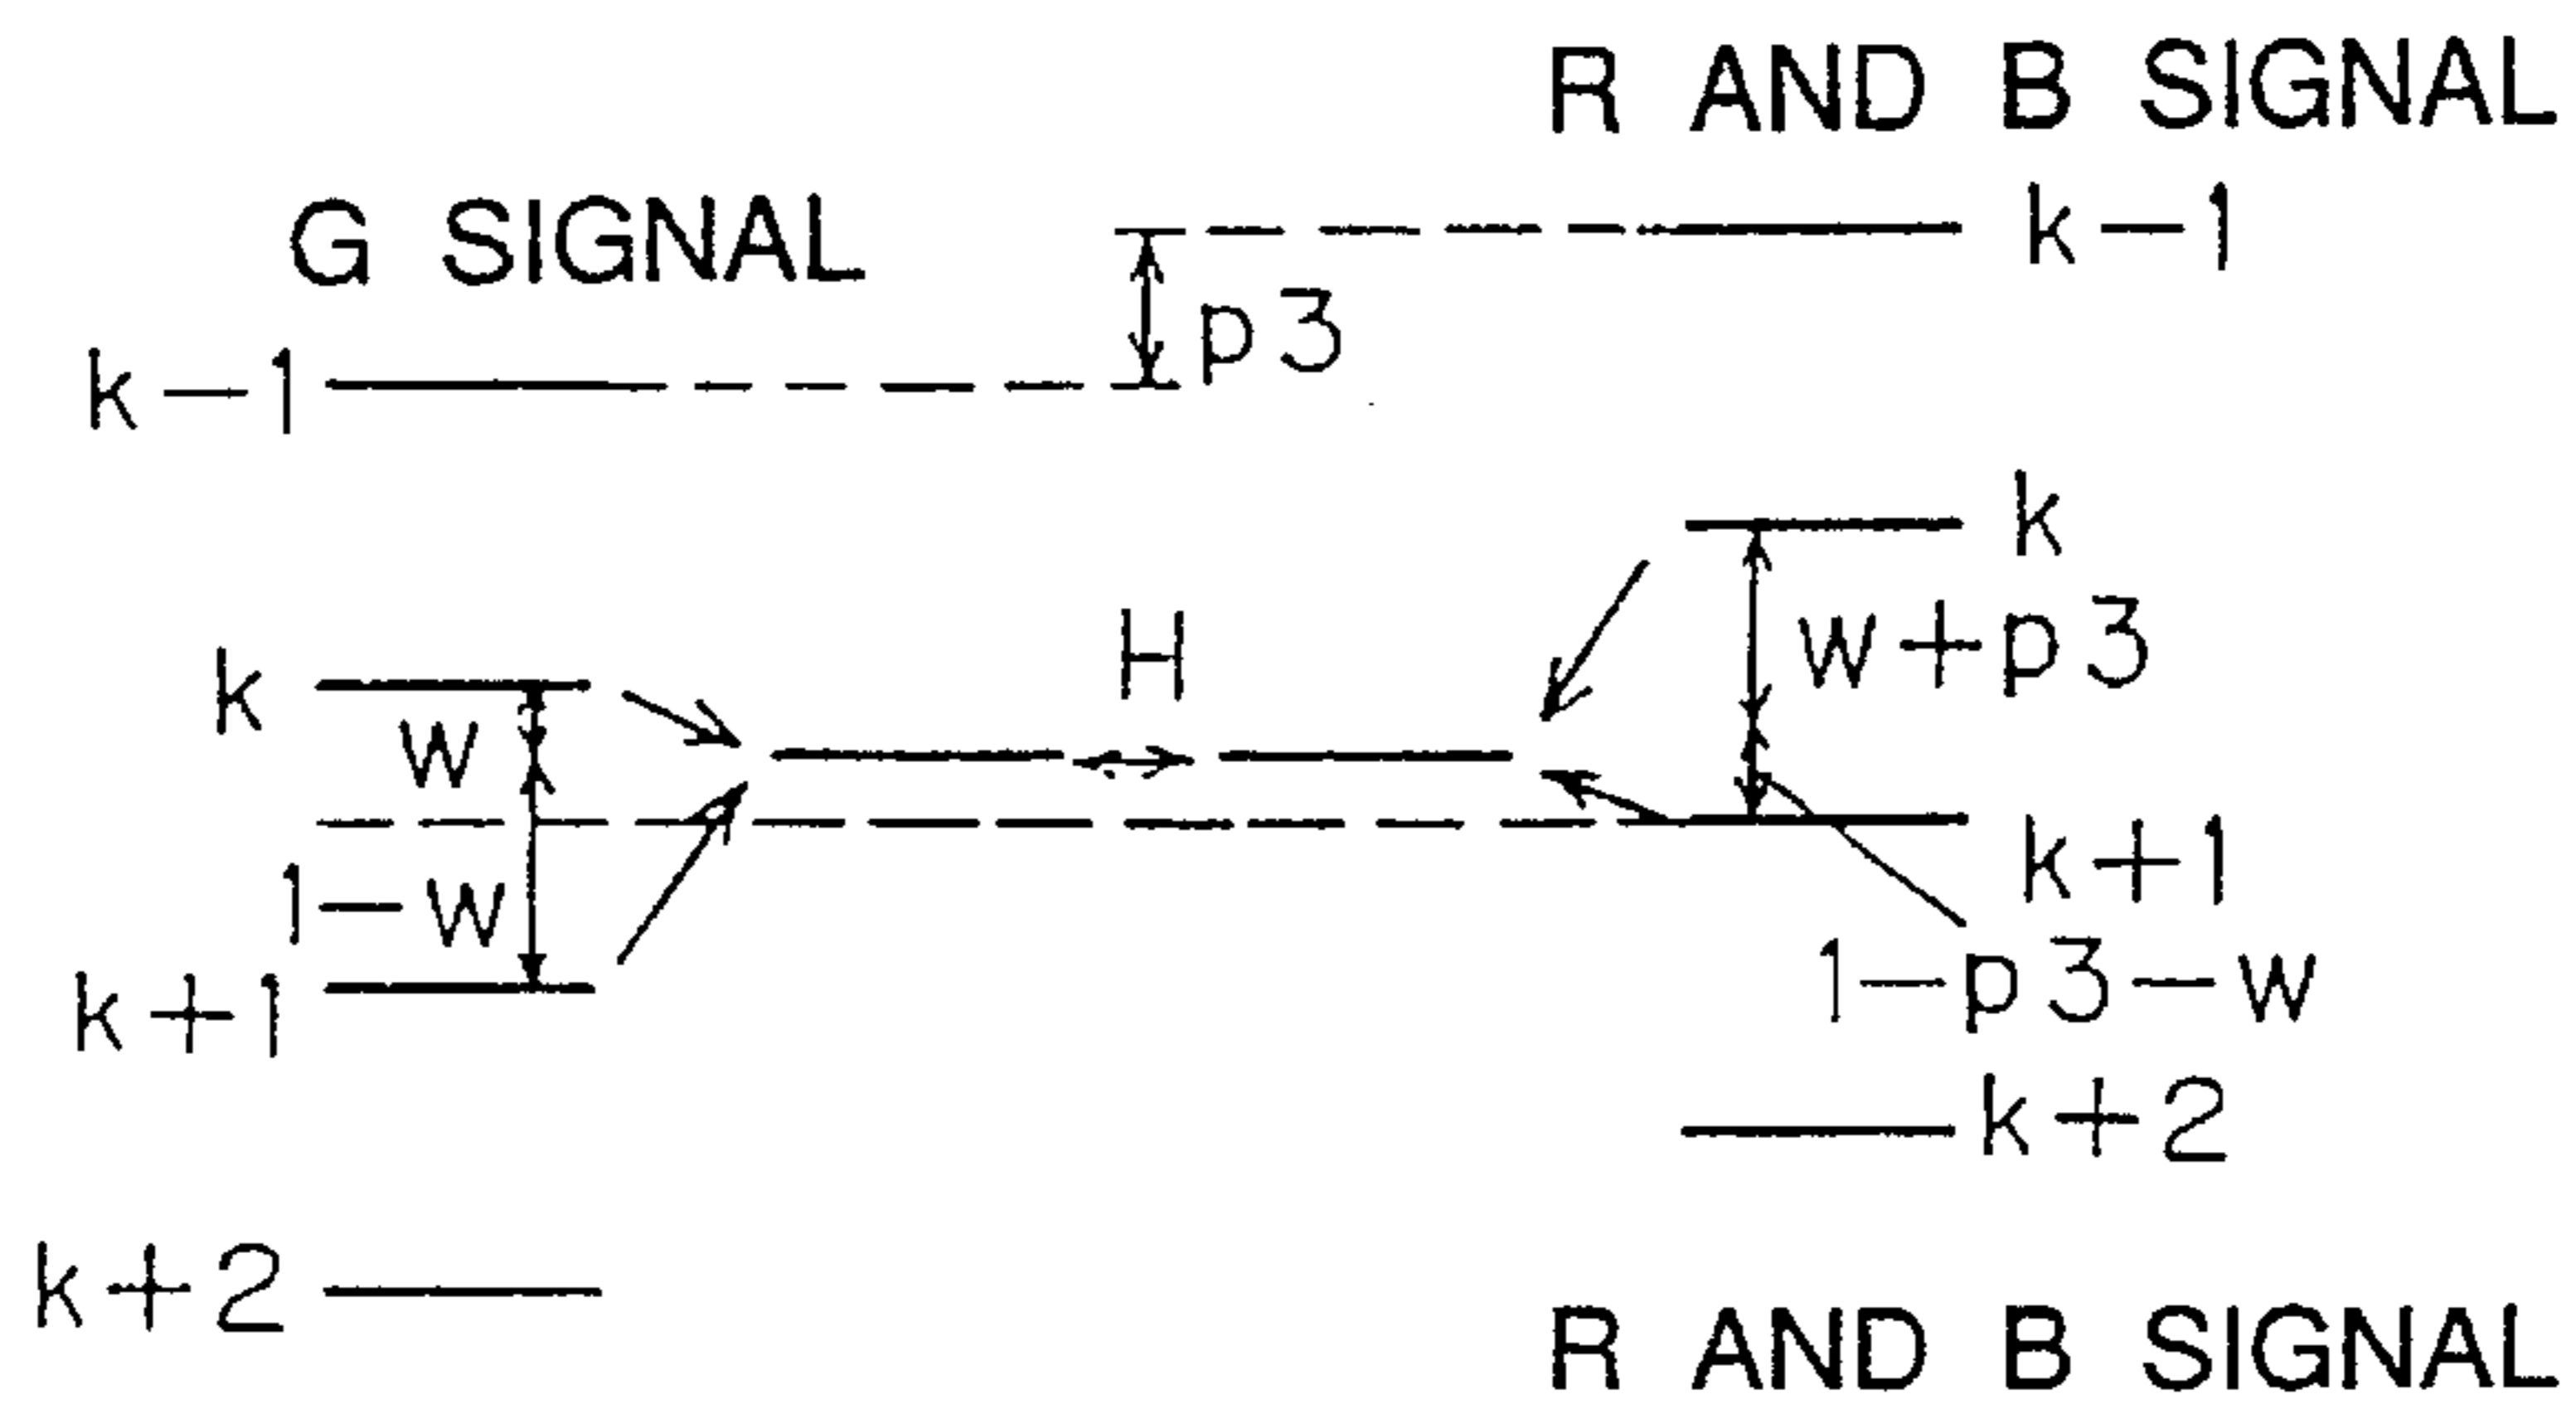 R AND B SIGNAL
k-1
G SIGNAL
p3
k-1
k
H
w+p3
k
w
k+1
1-w
1-p3-w
k+1
k+2
k+2
R AND B SIGNAL